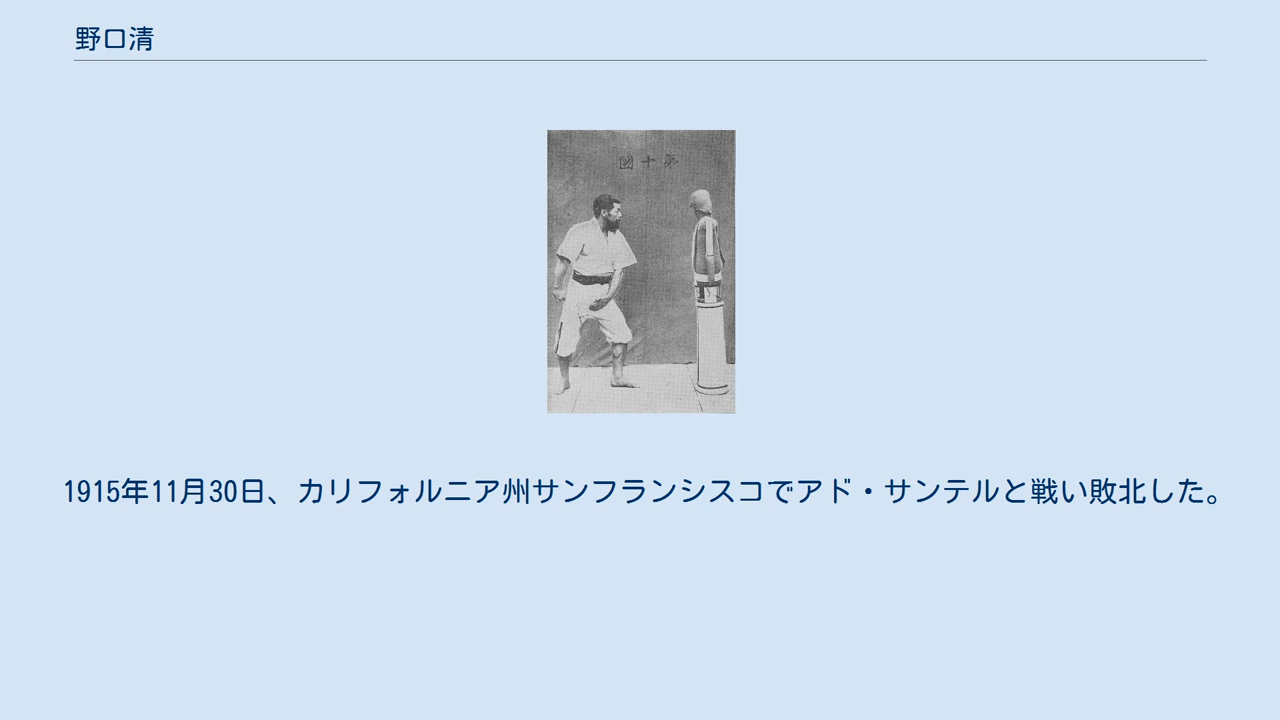 野口清
第十圖
1915年11月30日、カリフォルニア州サンフランシスコでアド・サンテルと戦い敗北した。